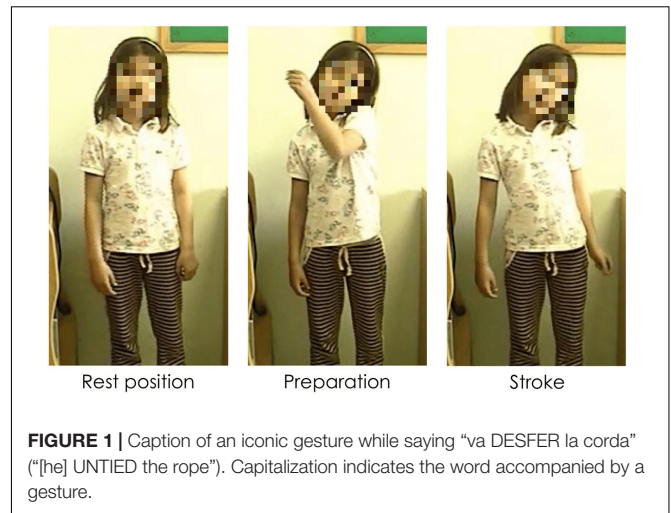 Rest position Preparation Stroke
FIGURE 1 | Caption of an iconic gesture while saying “va DESFER la corda”
(“[he] UNTIED the rope”). Capitalization indicates the word accompanied by a
gesture.